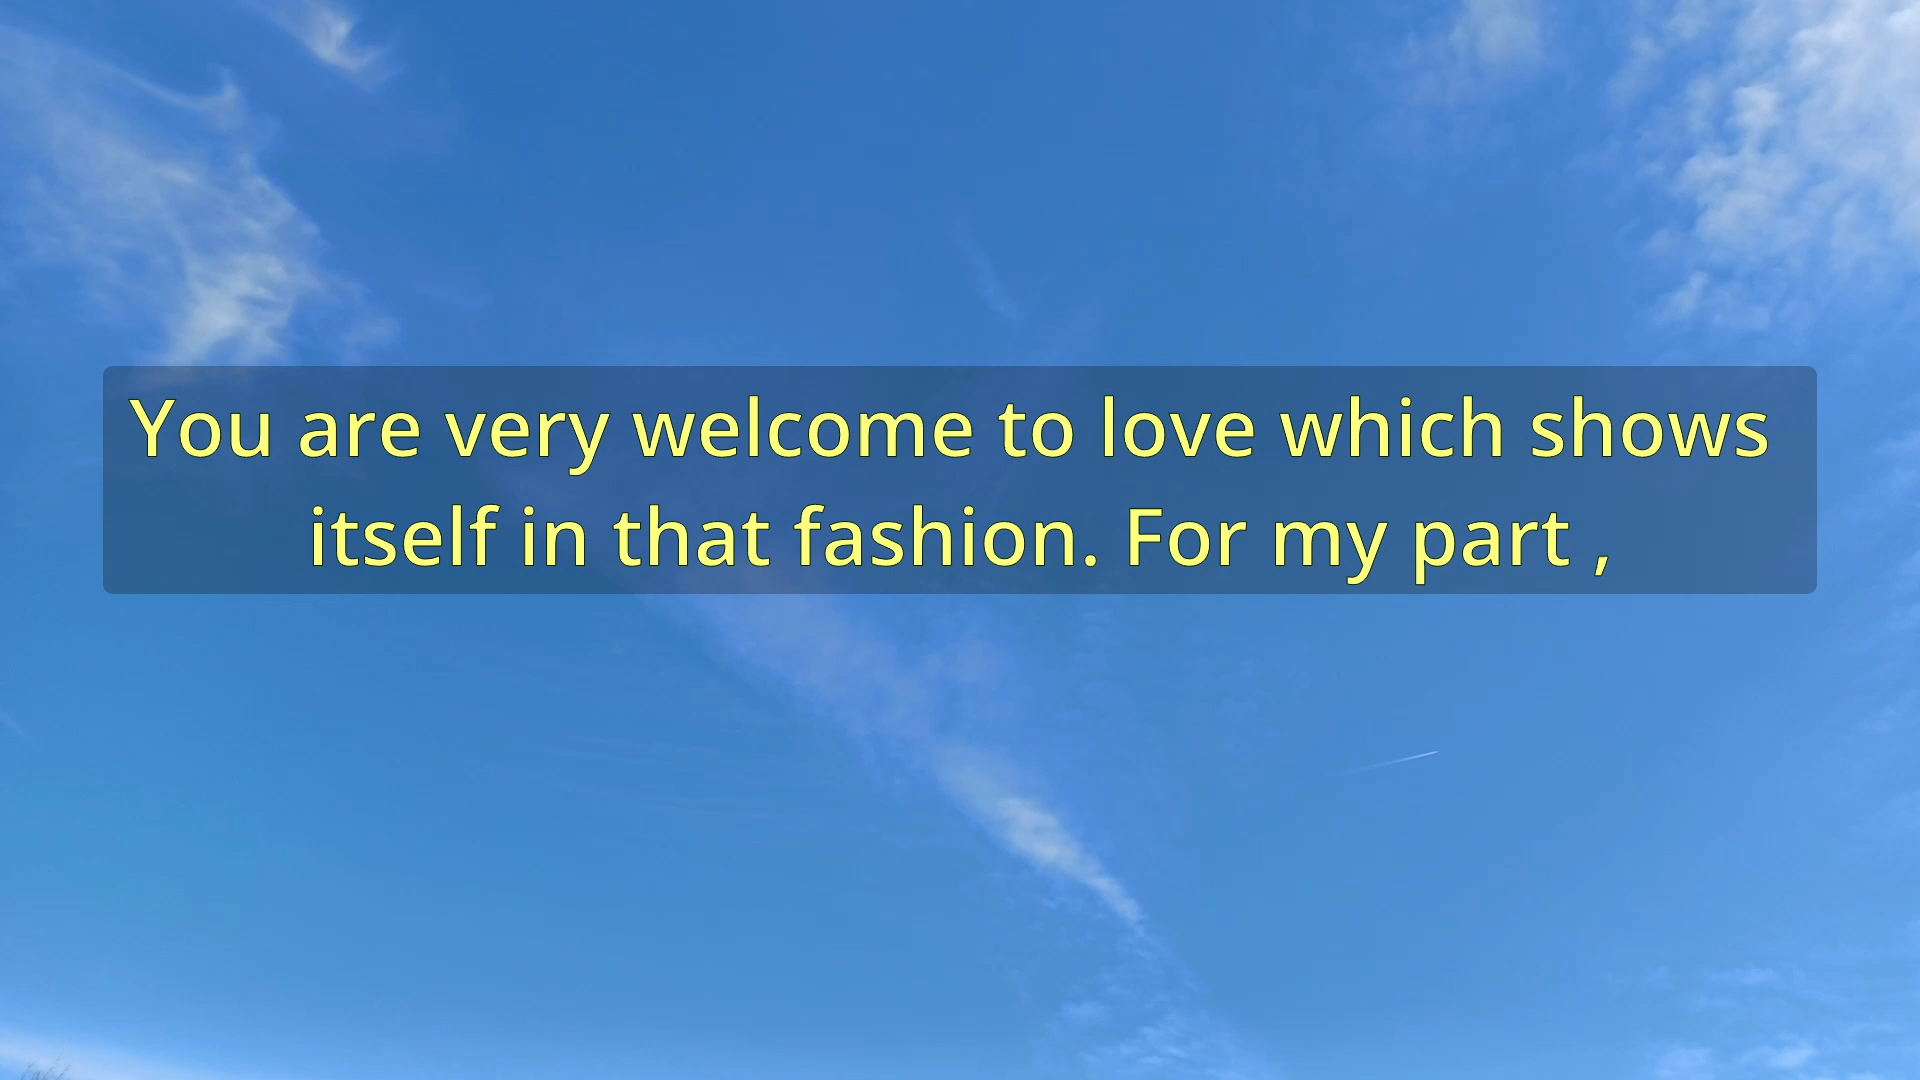 You are very welcome to love which shows
itself in that fashion. For my part ,